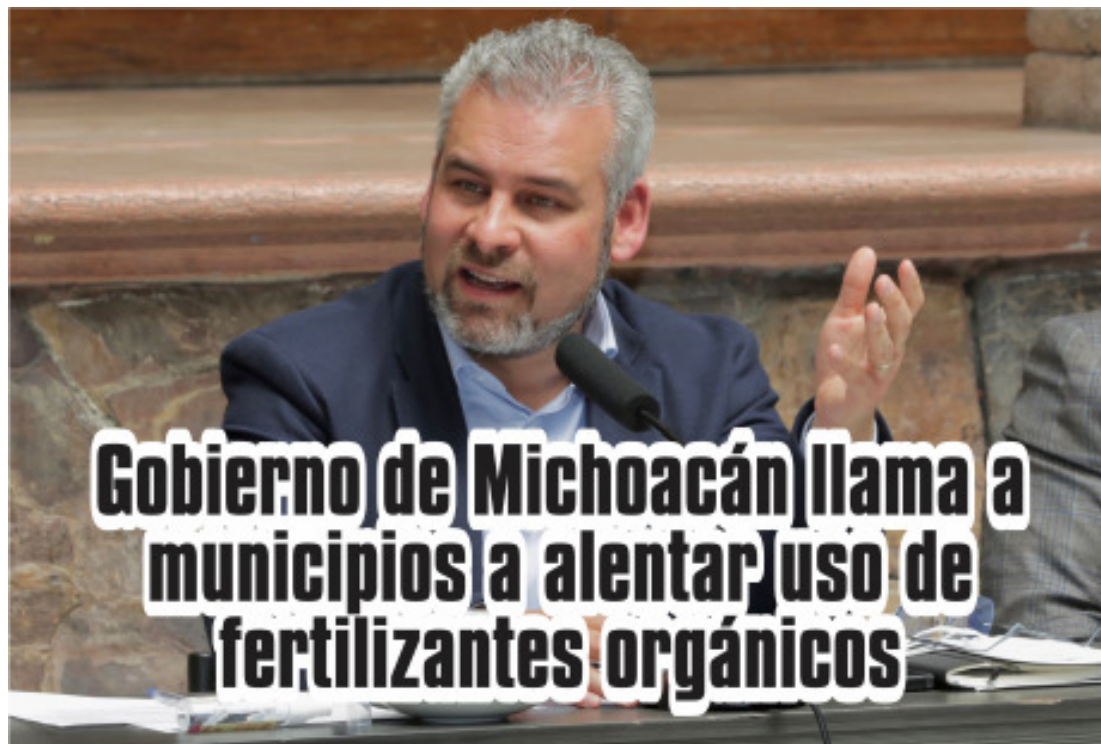 Gobierno de Michoacán llama a
municipios a alentar uso de
fertilizantes orgánicos